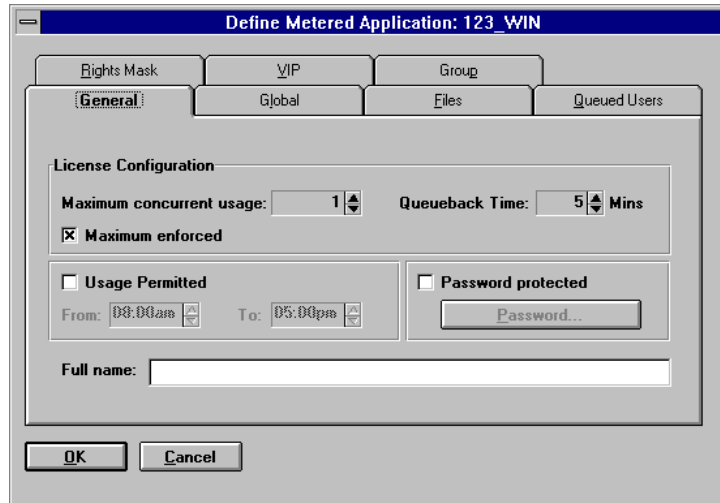 Define Metered Application: 123_WIN
Rights Mask VIP Group
General Global Files Queued Users
License Configuration
Maximum concurrent usage: 1 Queueback Time: 5 Mins
Maximum enforced
Usage Permitted Password protected
From: 08:00am To: 05:00pm Password...
Full name:
OK Cancel